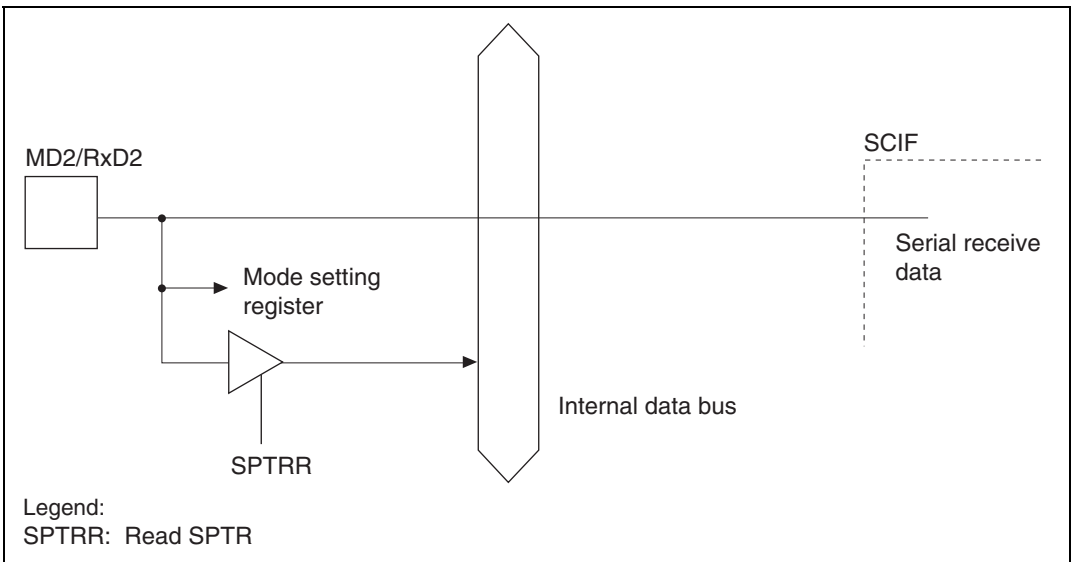 MD2/RxD2
SCIF
Serial receive
data
Mode setting
register
Internal data bus
SPTRR
Legend:
SPTRR: Read SPTR